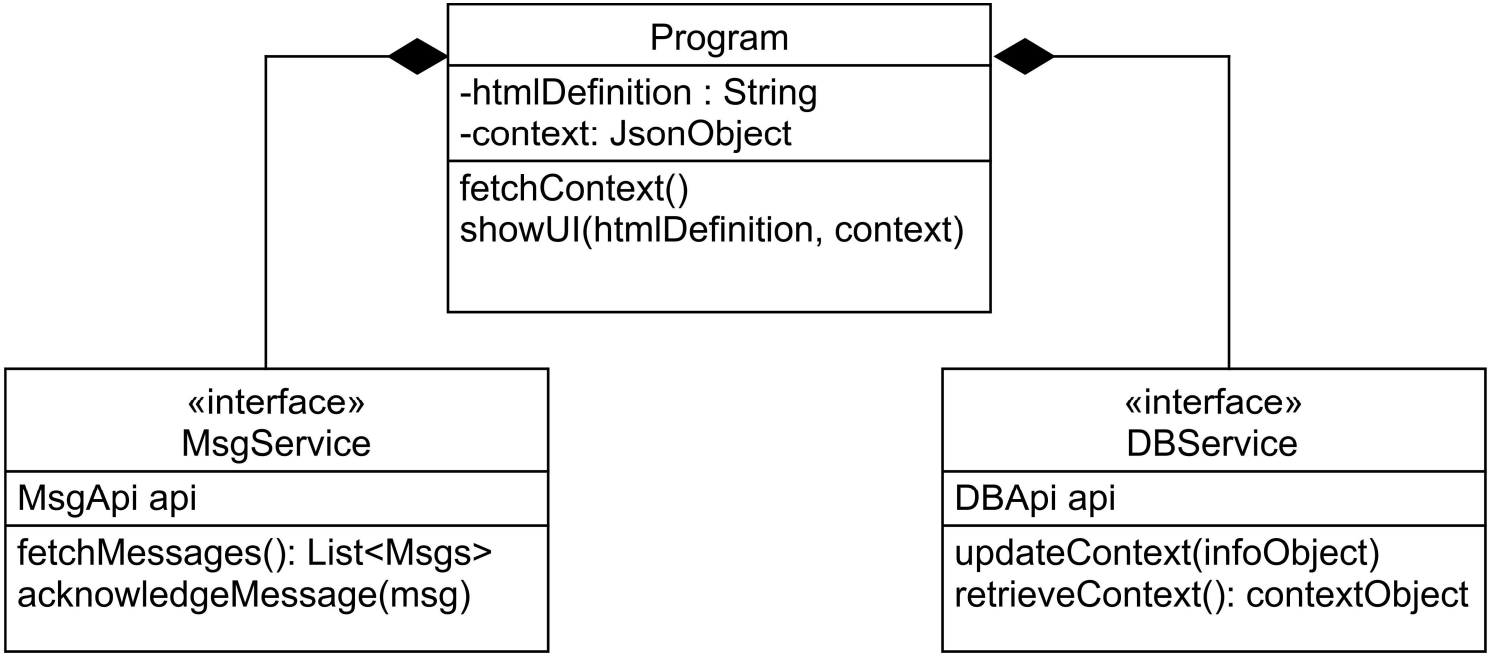 Program
-htmlDefinition : String
-context: JsonObject
fetchContext()
showUI(htmlDefinition, context)
«interface»
MsgService
MsgApi api
fetchMessages(): List<Msgs>
acknowledgeMessage(msg)
«interface»
DBService
DBApi api
updateContext(infoObject)
retrieveContext(): contextObject